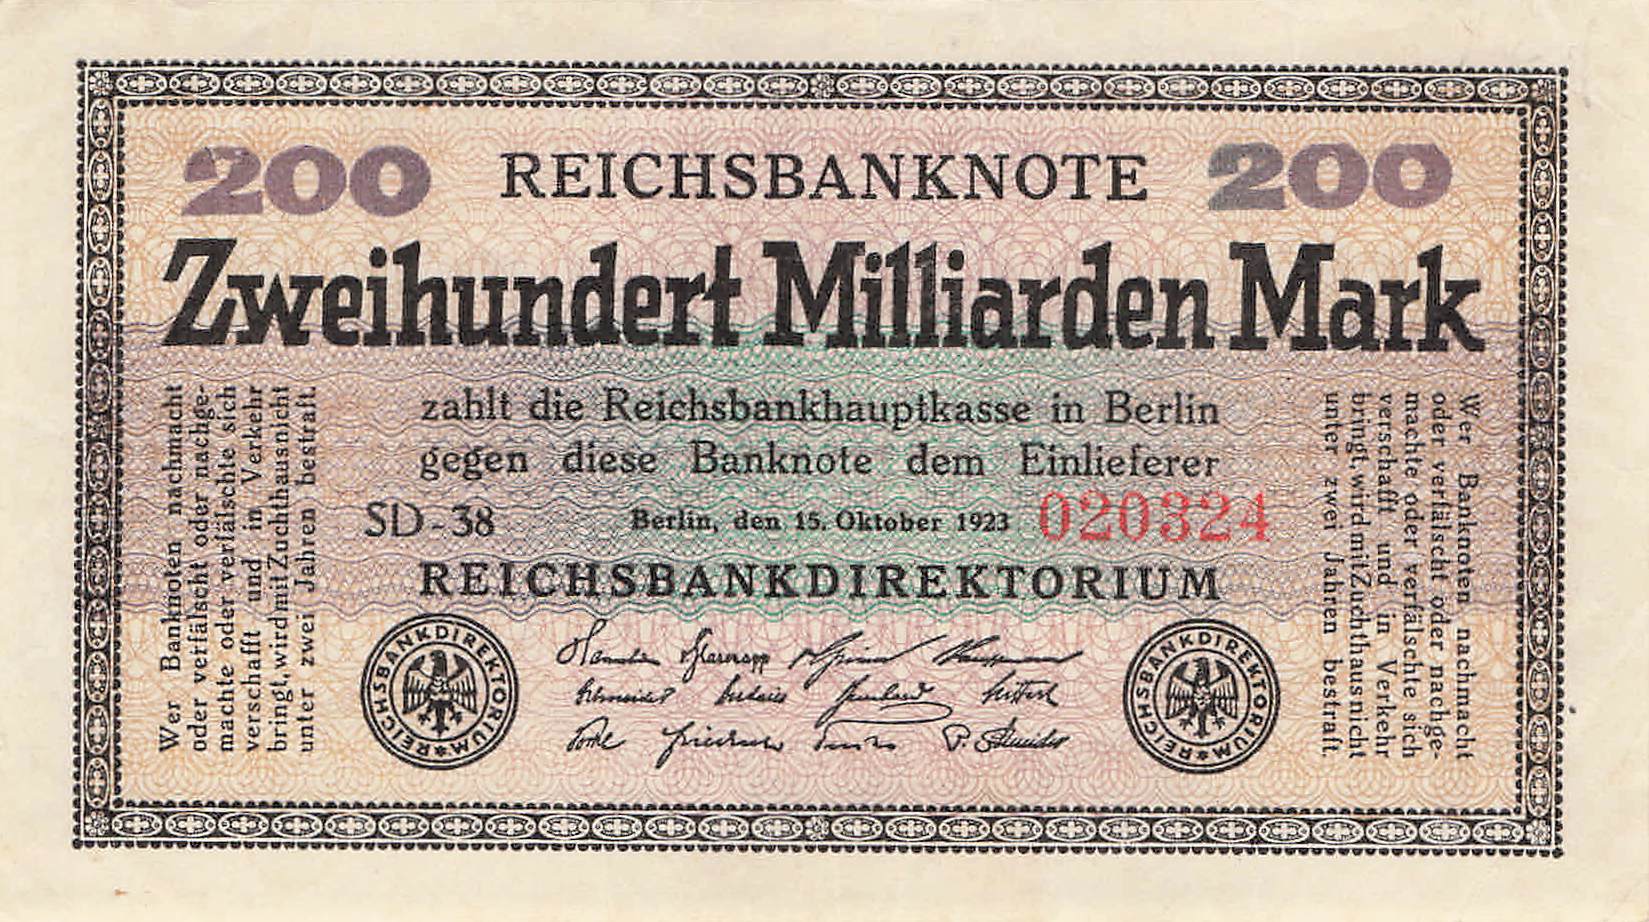 200 REICHSBANKNOTE 200
Zweihundert Milliarden Mark
zahlt die Reichsbankhauptkasse in Berlin
gegen diese Banknote dem Einlieferer
SD-38 Berlin, den 15. Oktober 1923 020324
REICHSBANKDIREKTORIUM
Wer Banknoten nachmacht
oder verfälscht oder nachge-
machte oder verfälschte sich
verschafft und in Verkehr
bringt, wird mit Zuchthaus nicht
unter zwei Jahren bestraft.
Wer Banknoten nachmacht
oder verfälscht oder nachge-
machte oder verfälschte sich
verschafft und in Verkehr
bringt, wird mit Zuchthaus nicht
unter zwei Jahren bestraft.
REICHSBANKDIREKTORIUM
REICHSBANKDIREKTORIUM
P. Schneider